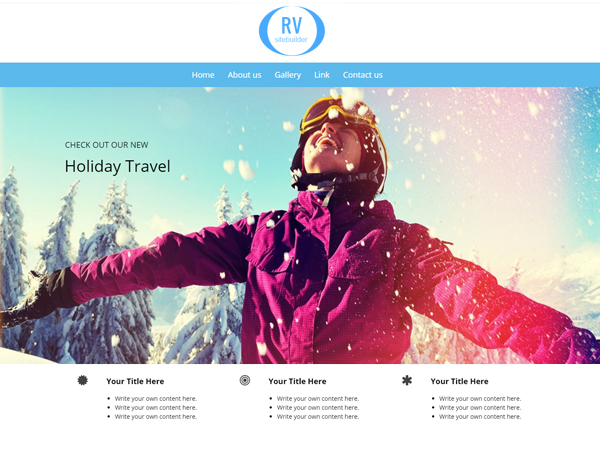 RV
sitebuilder
Home About us Gallery Link Contact us
CHECK OUT OUR NEW
Holiday Travel
Your Title Here Your Title Here Your Title Here
Write your own content here. Write your own content here. Write your own content here.
Write your own content here. Write your own content here. Write your own content here.
Write your own content here. Write your own content here. Write your own content here.